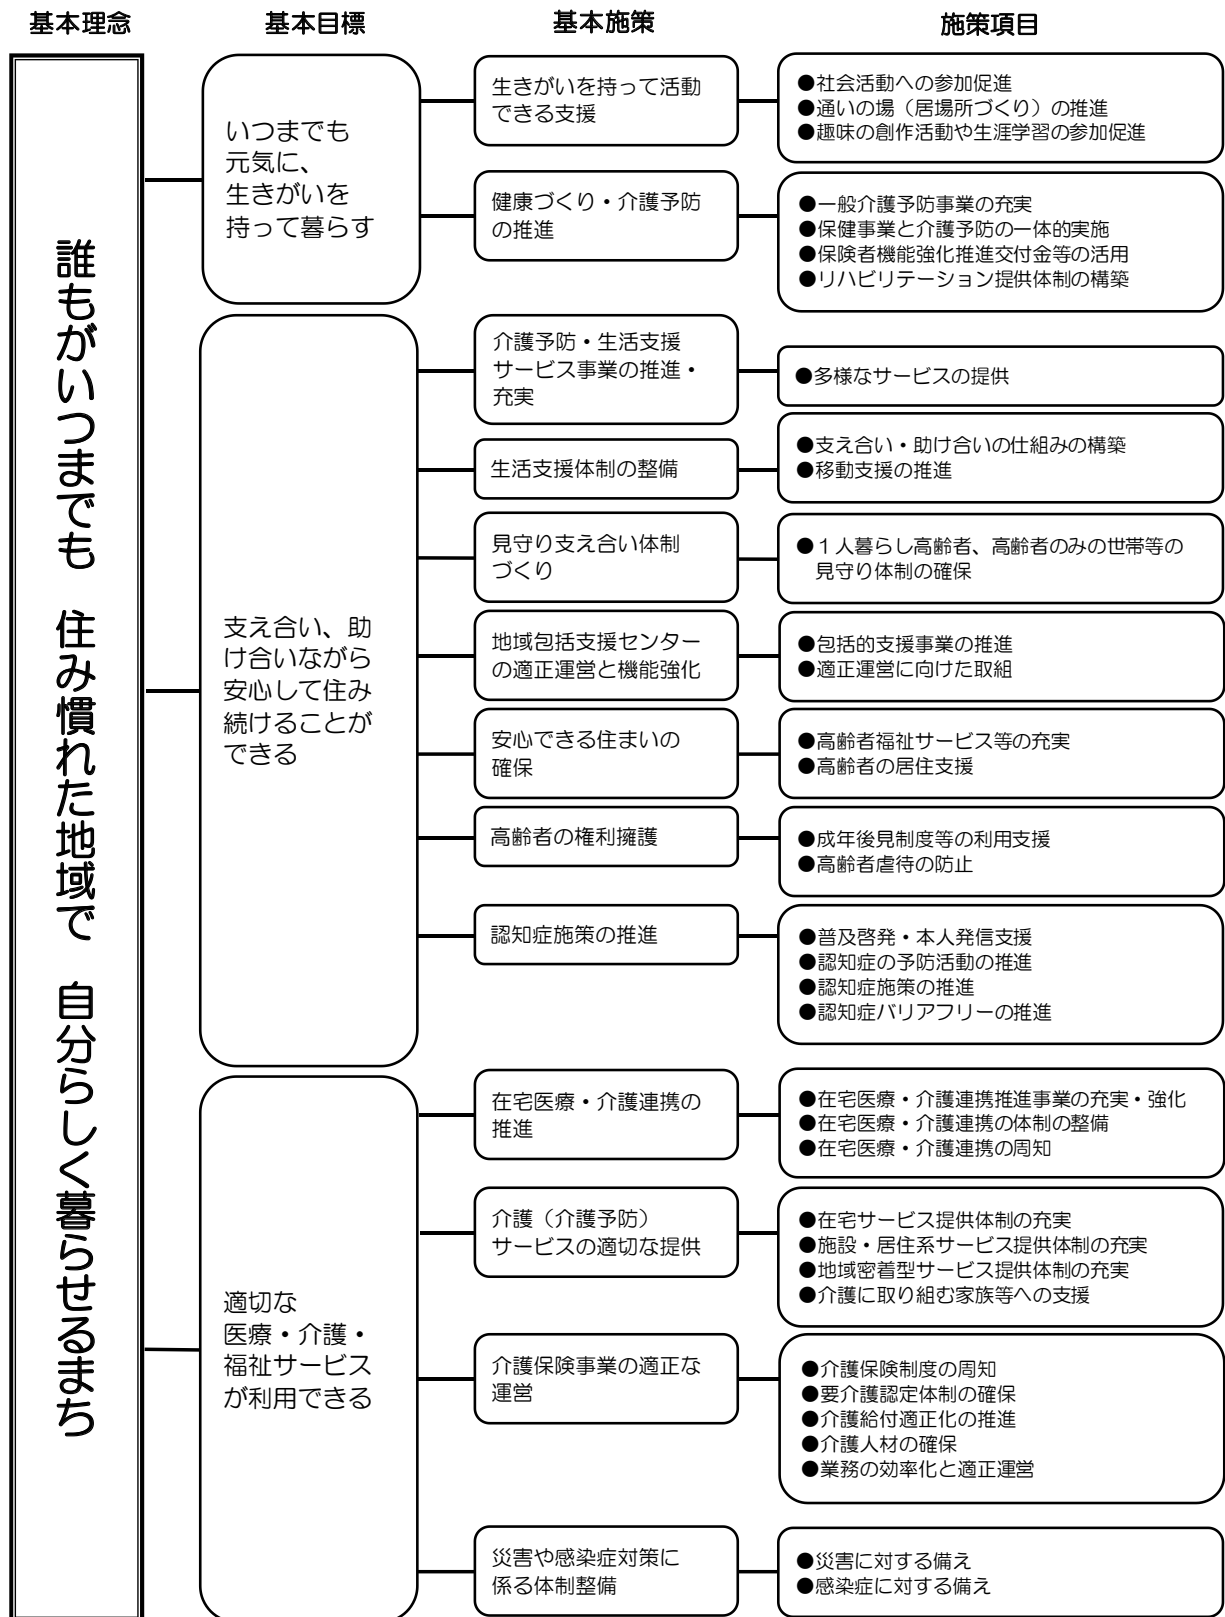 基本理念
基本目標
基本施策
施策項目
誰もがいつまでも　住み慣れた地域で　自分らしく暮らせるまち
いつまでも
元気に、
生きがいを
持って暮らす
生きがいを持って活動
できる支援
●社会活動への参加促進
●通いの場（居場所づくり）の推進
●趣味の創作活動や生涯学習の参加促進
健康づくり・介護予防
の推進
●一般介護予防事業の充実
●保健事業と介護予防の一体的実施
●保険者機能強化推進交付金等の活用
●リハビリテーション提供体制の構築
支え合い、助
け合いながら
安心して住み
続けることが
できる
介護予防・生活支援
サービス事業の推進・
充実
●多様なサービスの提供
生活支援体制の整備
●支え合い・助け合いの仕組みの構築
●移動支援の推進
見守り支え合い体制
づくり
●１人暮らし高齢者、高齢者のみの世帯等の
見守り体制の確保
地域包括支援センター
の適正運営と機能強化
●包括的支援事業の推進
●適正運営に向けた取組
安心できる住まいの
確保
●高齢者福祉サービス等の充実
●高齢者の居住支援
高齢者の権利擁護
●成年後見制度等の利用支援
●高齢者虐待の防止
認知症施策の推進
●普及啓発・本人発信支援
●認知症の予防活動の推進
●認知症施策の推進
●認知症バリアフリーの推進
適切な
医療・介護・
福祉サービス
が利用できる
在宅医療・介護連携の
推進
●在宅医療・介護連携推進事業の充実・強化
●在宅医療・介護連携の体制の整備
●在宅医療・介護連携の周知
介護（介護予防）
サービスの適切な提供
●在宅サービス提供体制の充実
●施設・居住系サービス提供体制の充実
●地域密着型サービス提供体制の充実
●介護に取り組む家族等への支援
介護保険事業の適正な
運営
●介護保険制度の周知
●要介護認定体制の確保
●介護給付適正化の推進
●介護人材の確保
●業務の効率化と適正運営
災害や感染症対策に
係る体制整備
●災害に対する備え
●感染症に対する備え